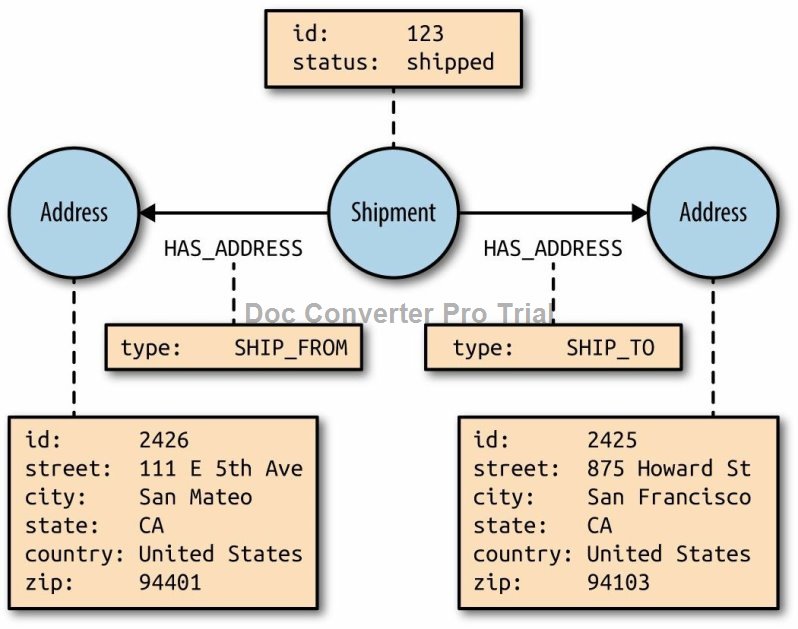 id: 123
status: shipped
Address
Shipment
Address
HAS_ADDRESS
HAS_ADDRESS
Doc Converter Pro Trial
type: SHIP_FROM
type: SHIP_TO
id: 2426
street: 111 E 5th Ave
city: San Mateo
state: CA
country: United States
zip: 94401
id: 2425
street: 875 Howard St
city: San Francisco
state: CA
country: United States
zip: 94103